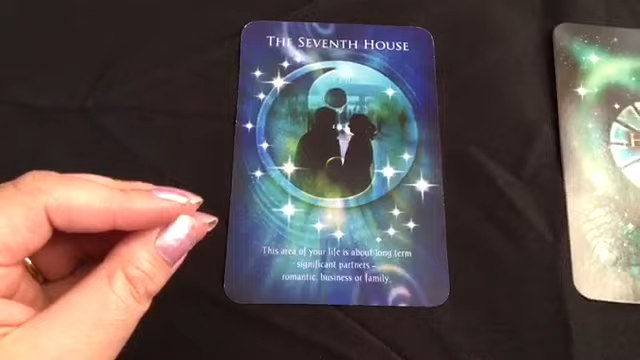 The Seventh House
This area of your life is about long term
significant partners –
romantic, business or family.